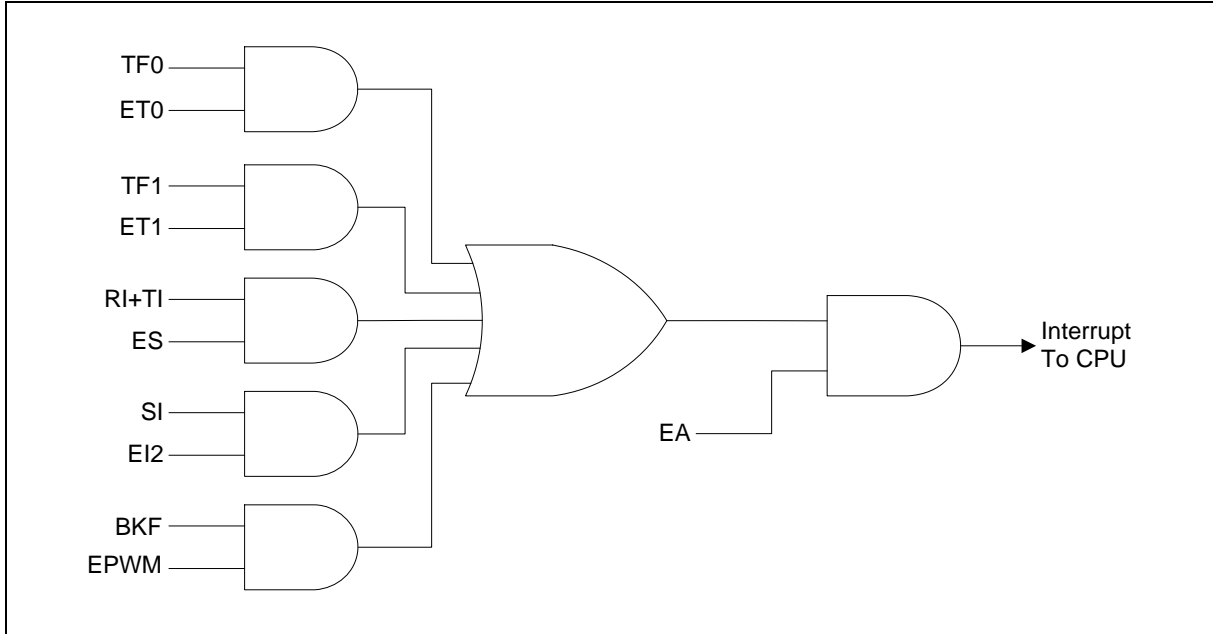 TF0
ET0
TF1
ET1
RI+TI
ES
SI
EI2
BKF
EPWM
EA
Interrupt
To CPU